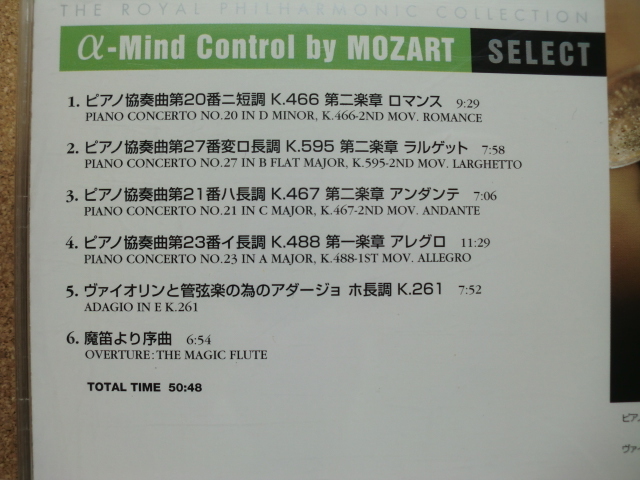 THE ROYAL PHILHARMONIC COLLECTION
α-Mind Control by MOZART SELECT
1. ピアノ協奏曲第20番ニ短調 K.466 第二楽章 ロマンス 9:29
PIANO CONCERTO NO.20 IN D MINOR, K.466-2ND MOV. ROMANCE
2. ピアノ協奏曲第27番変ロ長調 K.595 第二楽章 ラルゲット 7:58
PIANO CONCERTO NO.27 IN B FLAT MAJOR, K.595-2ND MOV. LARGHETTO
3. ピアノ協奏曲第21番ハ長調 K.467 第二楽章 アンダンテ 7:06
PIANO CONCERTO NO.21 IN C MAJOR, K.467-2ND MOV. ANDANTE
4. ピアノ協奏曲第23番イ長調 K.488 第一楽章 アレグロ 11:29
PIANO CONCERTO NO.23 IN A MAJOR, K.488-1ST MOV. ALLEGRO
5. ヴァイオリンと管弦楽の為のアダージョ ホ長調 K.261 7:52
ADAGIO IN E K.261
6. 魔笛より序曲 6:54
OVERTURE:THE MAGIC FLUTE
TOTAL TIME 50:48